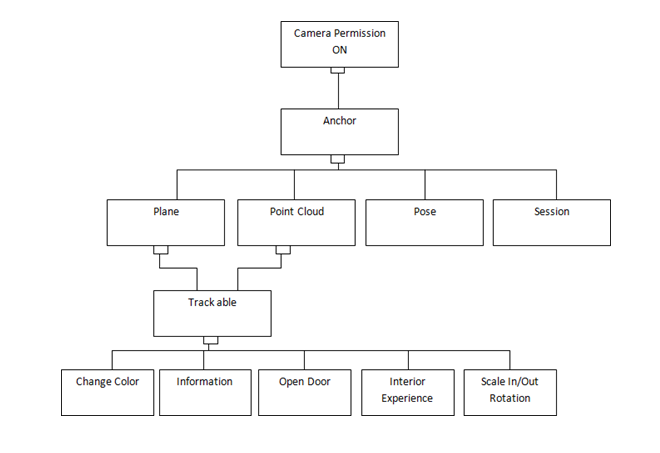 Camera Permission
ON
Anchor
Plane
Point Cloud
Pose
Session
Track able
Change Color
Information
Open Door
Interior
Experience
Scale In/Out
Rotation